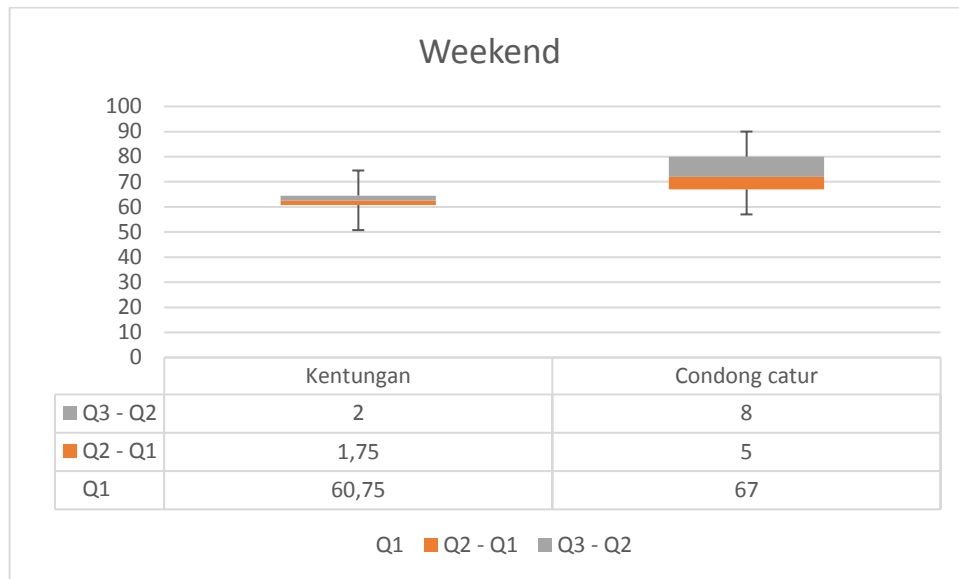 Weekend
100
90
80
70
60
50
40
30
20
10
0
Kentungan Condong catur
Q3 - Q2 2 8
Q2 - Q1 1,75 5
Q1 60,75 67
Q1 Q2 - Q1 Q3 - Q2